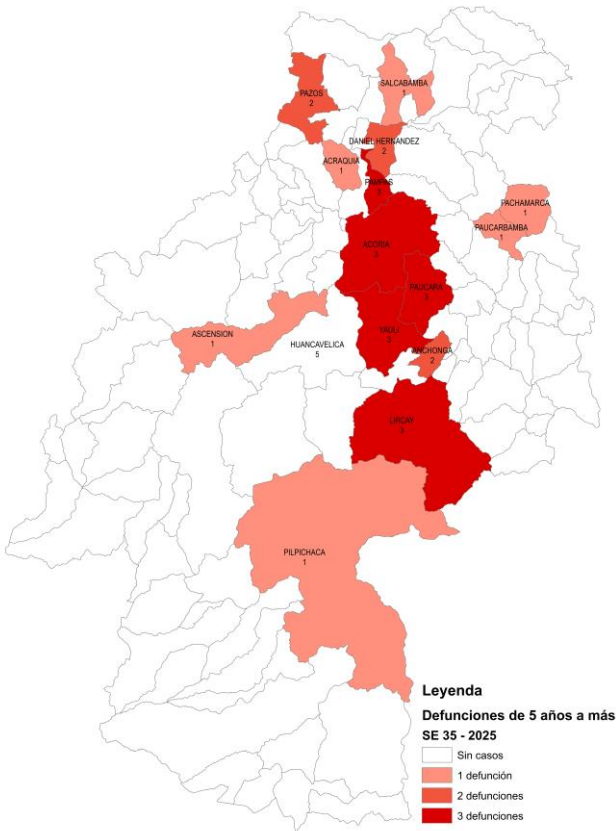 SALCABAMBA
1
PAZOS
2
DANIEL HERNANDEZ
2
ACRAQUIA
1
PAMPAS
3
PACHAMARCA
1
PAUCARBAMBA
1
ACORIA
3
PAUCARA
3
ASCENSION
1
HUANCAVELICA
5
YAULI
3
ANCHONGA
2
LIRCAY
3
PILPICHACA
1
Leyenda
Defunciones de 5 años a más
SE 35 - 2025
Sin casos
1 defunción
2 defunciones
3 defunciones